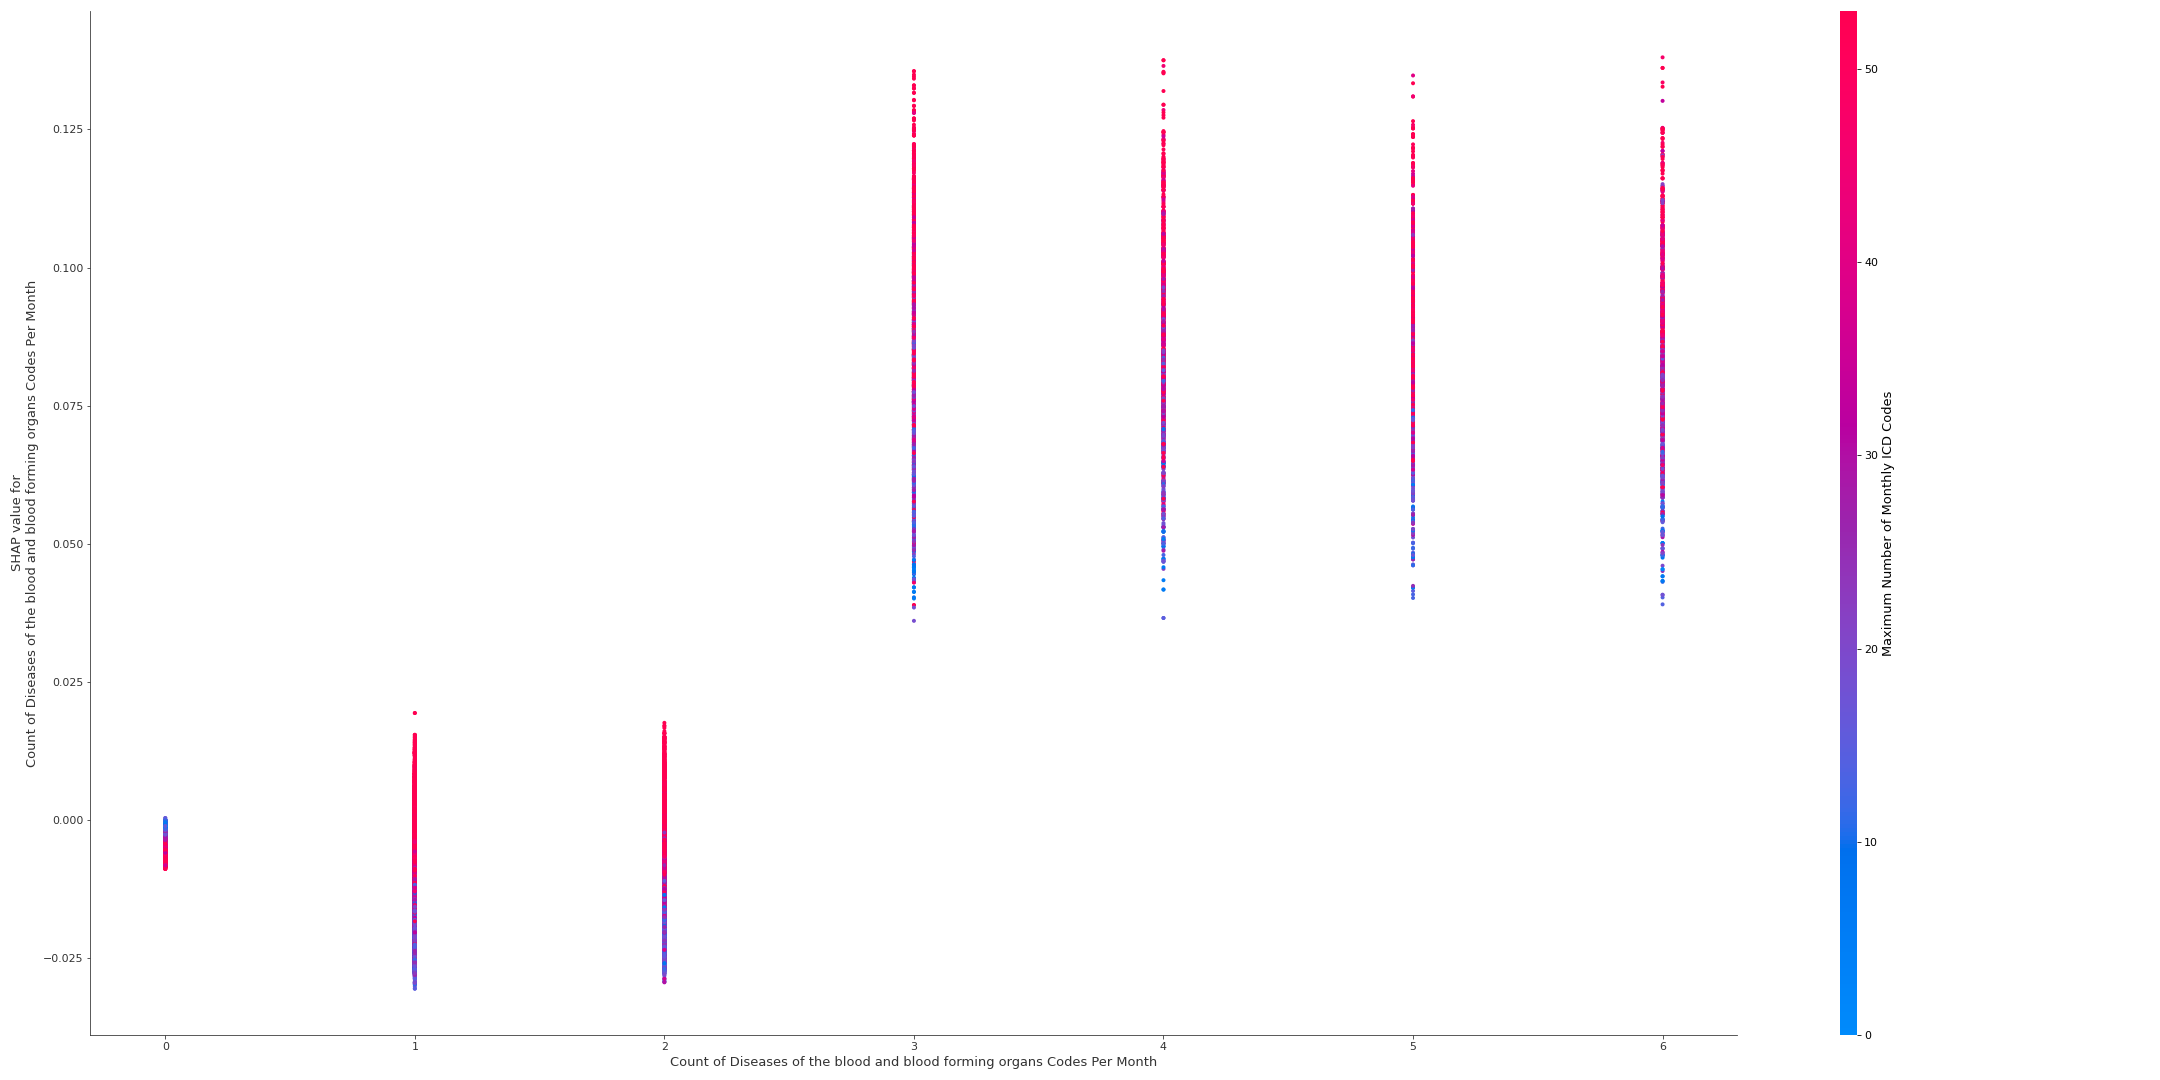 SHAP value for
Count of Diseases of the blood and blood forming organs Codes Per Month
0.125
0.100
0.075
0.050
0.025
0.000
−0.025
0 1 2 3 4 5 6
Count of Diseases of the blood and blood forming organs Codes Per Month
50
40
30
20
10
0
Maximum Number of Monthly ICD Codes